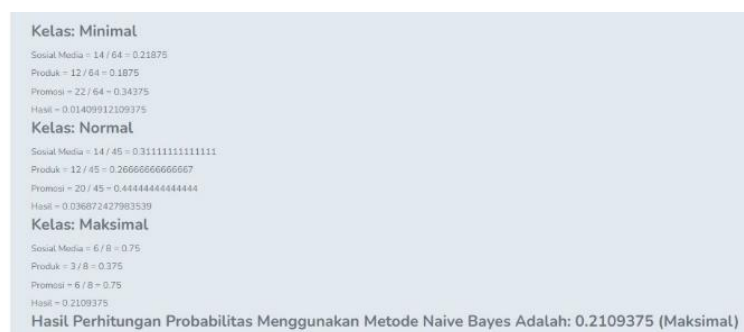 Kelas: Minimal
Sosial Media = 14 / 64 = 0.21875
Produk = 12 / 64 = 0.1875
Promosi = 22 / 64 = 0.34375
Hasil = 0.01409912109375
Kelas: Normal
Sosial Media = 14 / 45 = 0.31111111111111
Produk = 12 / 45 = 0.26666666666667
Promosi = 20 / 45 = 0.44444444444444
Hasil = 0.036872427983539
Kelas: Maksimal
Sosial Media = 6 / 8 = 0.75
Produk = 3 / 8 = 0.375
Promosi = 6 / 8 = 0.75
Hasil = 0.2109375
Hasil Perhitungan Probabilitas Menggunakan Metode Naive Bayes Adalah: 0.2109375 (Maksimal)